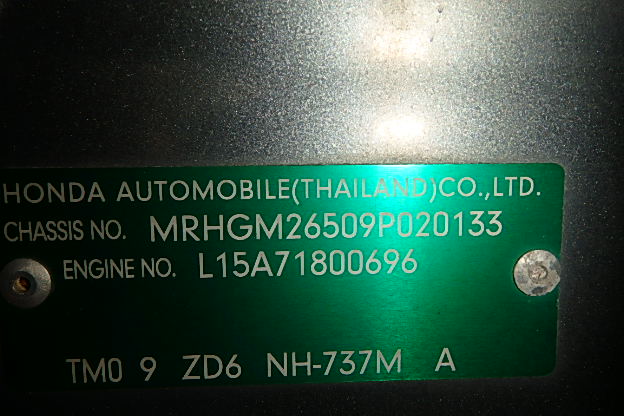 HONDA AUTOMOBILE(THAILAND)CO.,LTD.
CHASSIS NO. MRHGM26509P020133
ENGINE NO. L15A71800696
TM0 9 ZD6 NH-737M A